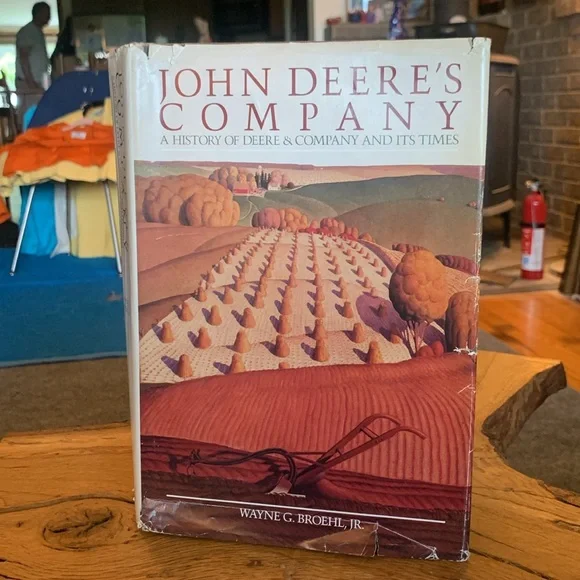 JOHN DEERE'S
COMPANY
A HISTORY OF DEERE & COMPANY AND ITS TIMES
WAYNE G. BROEHL, JR.